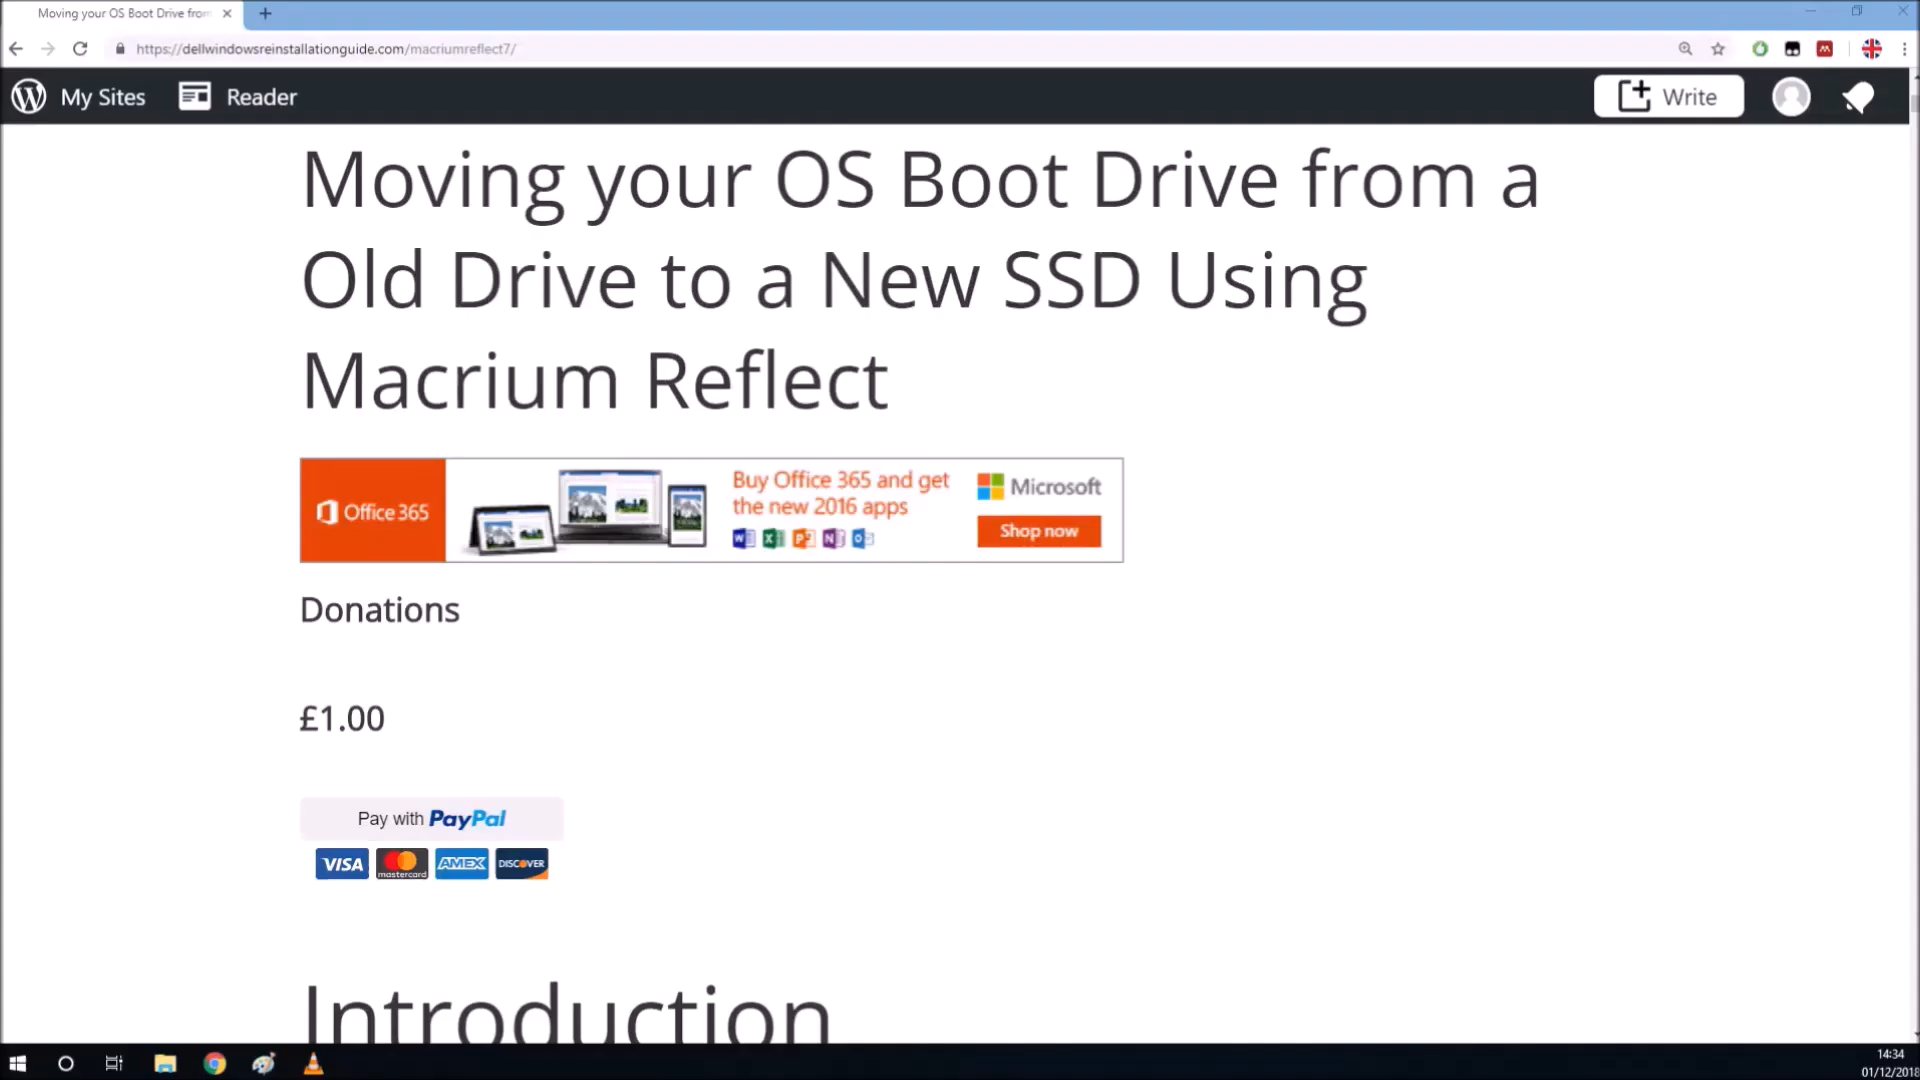 Moving your OS Boot Drive from
https://dellwindowsreinstallationguide.com/macriumreflect7/
My Sites
Reader
Write
Moving your OS Boot Drive from a
Old Drive to a New SSD Using
Macrium Reflect
Office 365
Buy Office 365 and get
the new 2016 apps
Microsoft
Shop now
Donations
£1.00
Pay with PayPal
VISA
mastercard
AMEX
DISCOVER
Introduction
14:34
01/12/2018